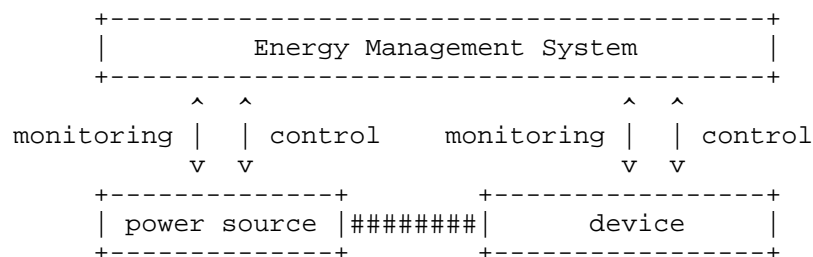 Energy Management System
monitoring control monitoring control
power source device